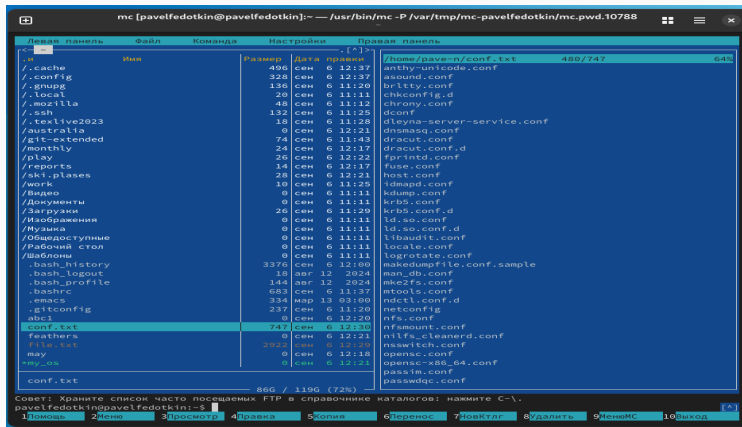 mc [pavelfedotkin@pavelfedotkin]:~ — /usr/bin/mc -P /var/tmp/mc-pavelfedotkin/mc.pwd.10788
Левая панель Файл Команда Настройки Правая панель
<- ~ .[^]>
.и Имя Размер Дата правки /home/pave-n/conf.txt 480/747 64%
/.cache 496 сен 6 12:37 anthy-unicode.conf
/.config 328 сен 6 12:37 asound.conf
/.gnupg 136 сен 6 11:20 brltty.conf
/.local 20 сен 6 11:11 chkconfig.d
/.mozilla 48 сен 6 11:12 chrony.conf
/.ssh 132 сен 6 11:25 dconf
/.texlive2023 18 сен 6 11:28 dleyna-server-service.conf
/australia 0 сен 6 12:21 dnsmasq.conf
/git-extended 74 сен 6 11:43 dracut.conf
/monthly 24 сен 6 12:17 dracut.conf.d
/play 26 сен 6 12:22 fprintd.conf
/reports 14 сен 6 12:17 fuse.conf
/ski.plases 28 сен 6 12:21 host.conf
/work 10 сен 6 11:25 idmapd.conf
/Видео 0 сен 6 11:11 kdump.conf
/Документы 0 сен 6 11:11 krb5.conf
/Загрузки 26 сен 6 11:29 krb5.conf.d
/Изображения 0 сен 6 11:11 ld.so.conf
/Музыка 0 сен 6 11:11 ld.so.conf.d
/Общедоступные 0 сен 6 11:11 libaudit.conf
/Рабочий стол 0 сен 6 11:11 locale.conf
/Шаблоны 0 сен 6 11:11 logrotate.conf
.bash_history 3376 сен 6 12:00 makedumpfile.conf.sample
.bash_logout 18 авг 12 2024 man_db.conf
.bash_profile 144 авг 12 2024 mke2fs.conf
.bashrc 683 сен 6 11:37 mtools.conf
.emacs 334 мар 13 03:00 ndctl.conf.d
.gitconfig 237 сен 6 11:20 netconfig
abc1 0 сен 6 12:20 nfs.conf
conf.txt 747 сен 6 12:30 nfsmount.conf
feathers 0 сен 6 12:21 nilfs_cleanerd.conf
file.txt 2922 сен 6 12:29 nsswitch.conf
may 0 сен 6 12:18 opensc.conf
*my_os 0 сен 6 12:21 opensc-x86_64.conf
passim.conf
conf.txt passwdqc.conf
86G / 119G (72%)
Совет: Храните список часто посещаемых FTP в справочнике каталогов: нажмите C-\.
pavelfedotkin@pavelfedotkin:~$ [^]
1Помощь 2Меню 3Просмотр 4Правка 5Копия 6Перенос 7НовКтлг 8Удалить 9МенюMC 10Выход